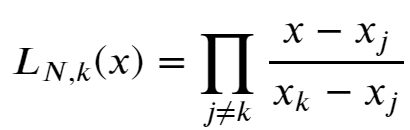 L_{N,k}(x) = \prod_{j \neq k} \frac{x - x_j}{x_k - x_j}